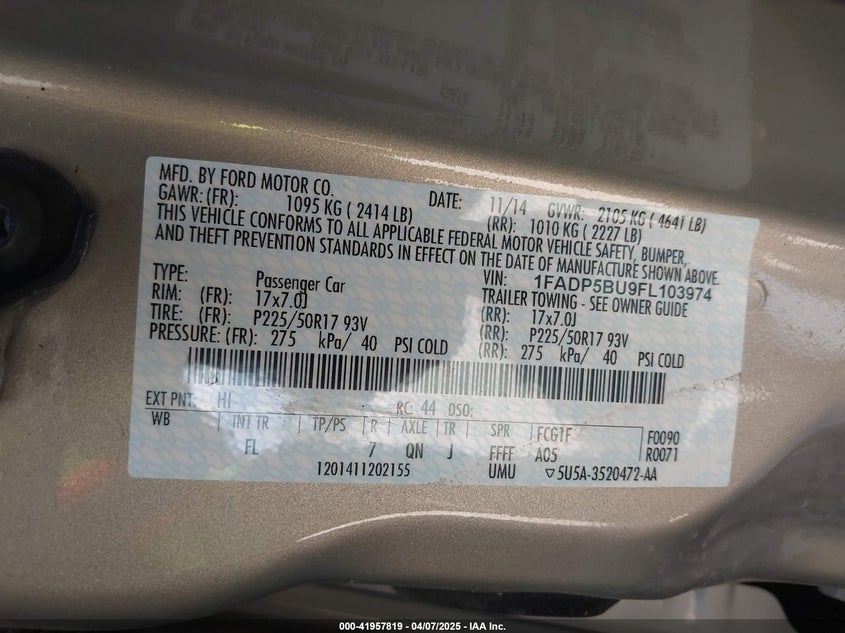 MFD. BY FORD MOTOR CO. DATE: 11/14 GVWR: 2105 KG ( 4641 LB)
GAWR: (FR): 1095 KG ( 2414 LB) (RR): 1010 KG ( 2227 LB)
THIS VEHICLE CONFORMS TO ALL APPLICABLE FEDERAL MOTOR VEHICLE SAFETY, BUMPER,
AND THEFT PREVENTION STANDARDS IN EFFECT ON THE DATE OF MANUFACTURE SHOWN ABOVE.
VIN: 1FADP5BU9FL103974
TYPE: Passenger Car TRAILER TOWING - SEE OWNER GUIDE
RIM: (FR): 17x7.0J (RR): 17x7.0J
TIRE: (FR): P225/50R17 93V (RR): P225/50R17 93V
PRESSURE: (FR): 275 kPa/ 40 PSI COLD (RR): 275 kPa/ 40 PSI COLD
EXT PNT: HI RC: 44 DSO:
WB INT TR TP/PS R AXLE TR SPR FCGTF F0090
FL 7 QN J FFFF A05 R0071
1201411202155 UMU ▽5U5A-3520472-AA
000-41957819 - 04/07/2025 - IAA Inc.